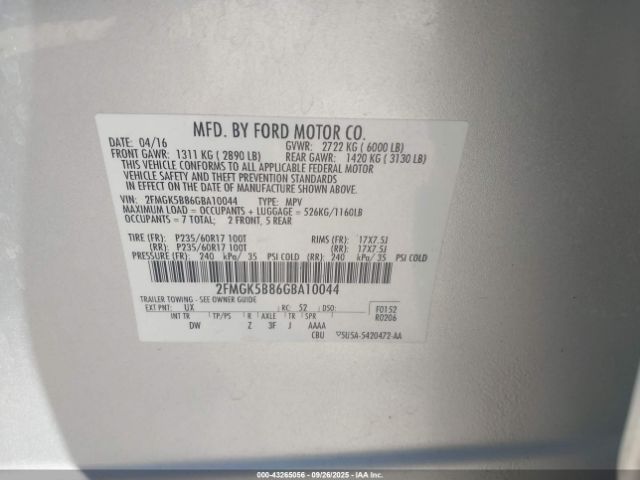 MFD. BY FORD MOTOR CO.
DATE: 04/16 GVWR: 2722 KG ( 6000 LB)
FRONT GAWR: 1311 KG ( 2890 LB) REAR GAWR: 1420 KG ( 3130 LB)
THIS VEHICLE CONFORMS TO ALL APPLICABLE FEDERAL MOTOR
VEHICLE SAFETY AND THEFT PREVENTION STANDARDS
IN EFFECT ON THE DATE OF MANUFACTURE SHOWN ABOVE.
VIN: 2FMGK5B86GBA10044 TYPE: MPV
MAXIMUM LOAD = OCCUPANTS + LUGGAGE = 526KG/1160LB
OCCUPANTS = 7 TOTAL; 2 FRONT, 5 REAR
TIRE (FR): P235/60R17 100T RIMS (FR): 17X7.5J
(RR): P235/60R17 100T (RR): 17X7.5J
PRESSURE (FR): 240 kPa/ 35 PSI COLD (RR): 240 kPa/ 35 PSI COLD
2FMGK5B86GBA10044
TRAILER TOWING - SEE OWNER GUIDE
EXT PNT: UX RC: 52 DSO: F0152
R0206
INT TR TP/PS R AXLE TR SPR
DW Z 3F J AAAA
CBU 5U5A-5420472-AA
000-43265056 (09/26/2025) IAAI.COM